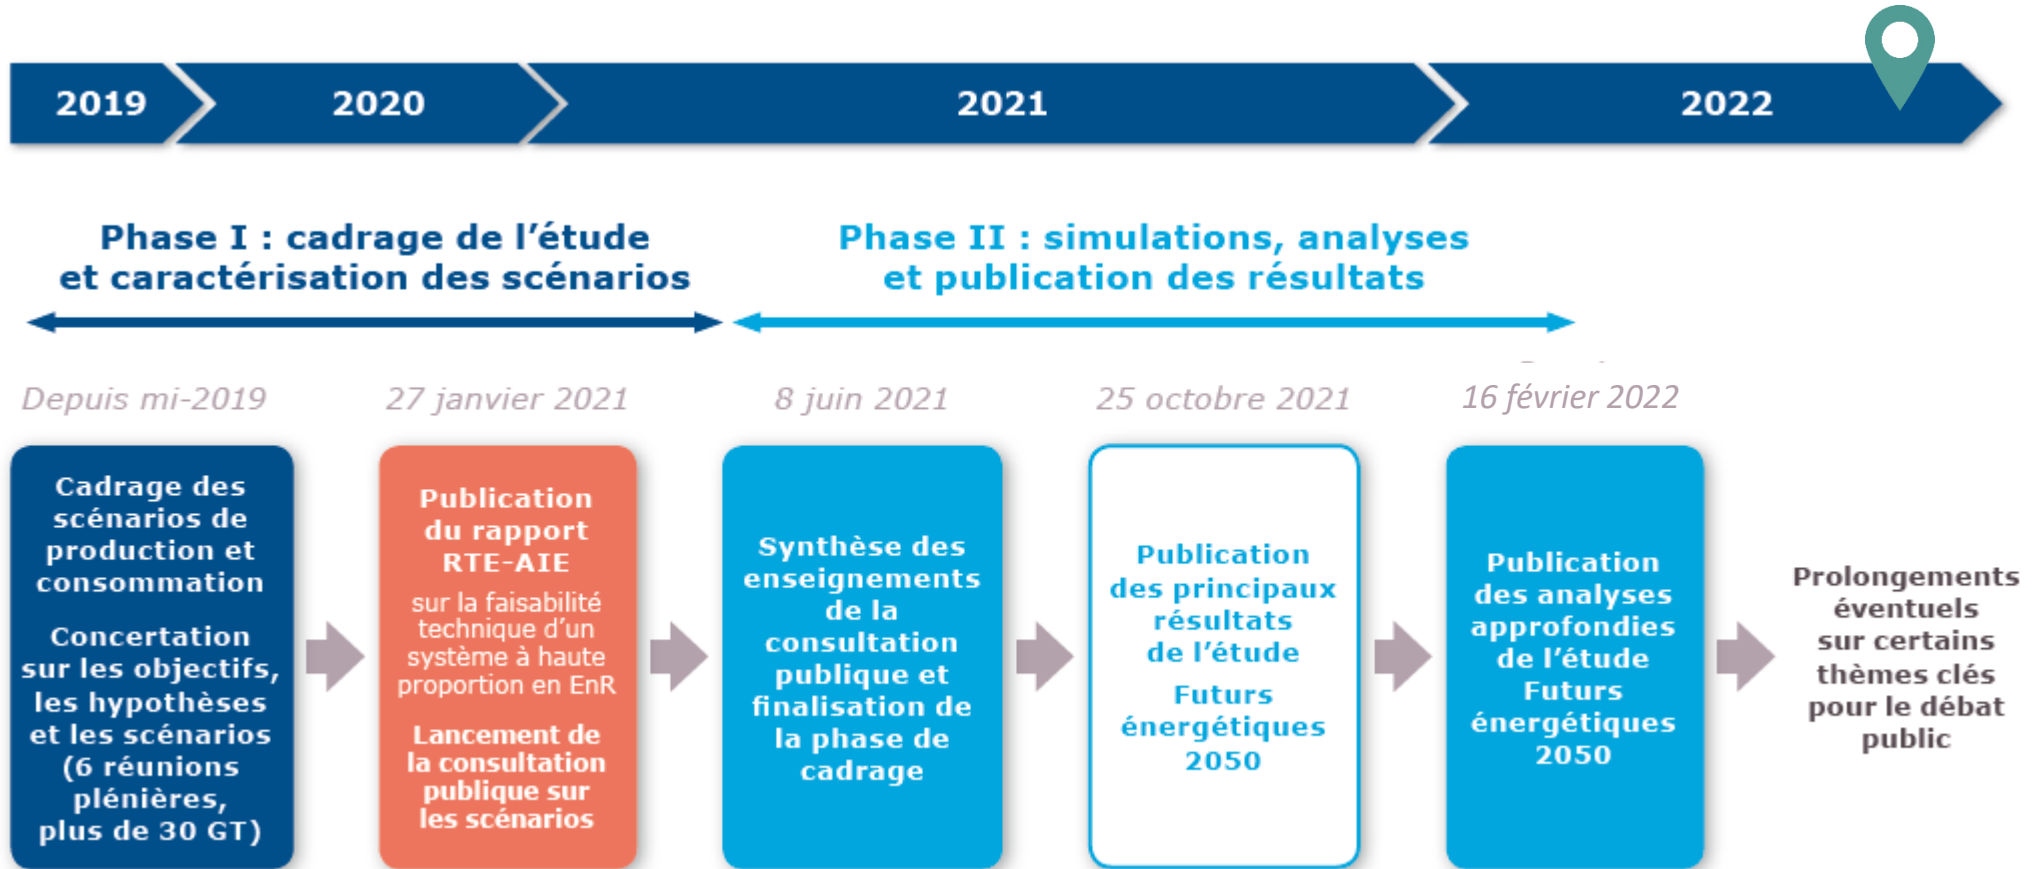 2019
2020
2021
2022
Phase I : cadrage de l’étude
et caractérisation des scénarios
Phase II : simulations, analyses
et publication des résultats
Depuis mi-2019
27 janvier 2021
8 juin 2021
25 octobre 2021
16 février 2022
Cadrage des
scénarios de
production et
consommation
Concertation
sur les objectifs,
les hypothèses
et les scénarios
(6 réunions
plénières,
plus de 30 GT)
Publication
du rapport
RTE-AIE
sur la faisabilité
technique d’un
système à haute
proportion en EnR
Lancement de
la consultation
publique sur
les scénarios
Synthèse des
enseignements
de la
consultation
publique et
finalisation de
la phase de
cadrage
Publication
des principaux
résultats
de l’étude
Futurs
énergétiques
2050
Publication
des analyses
approfondies
de l’étude
Futurs
énergétiques
2050
Prolongements
éventuels
sur certains
thèmes clés
pour le débat
public